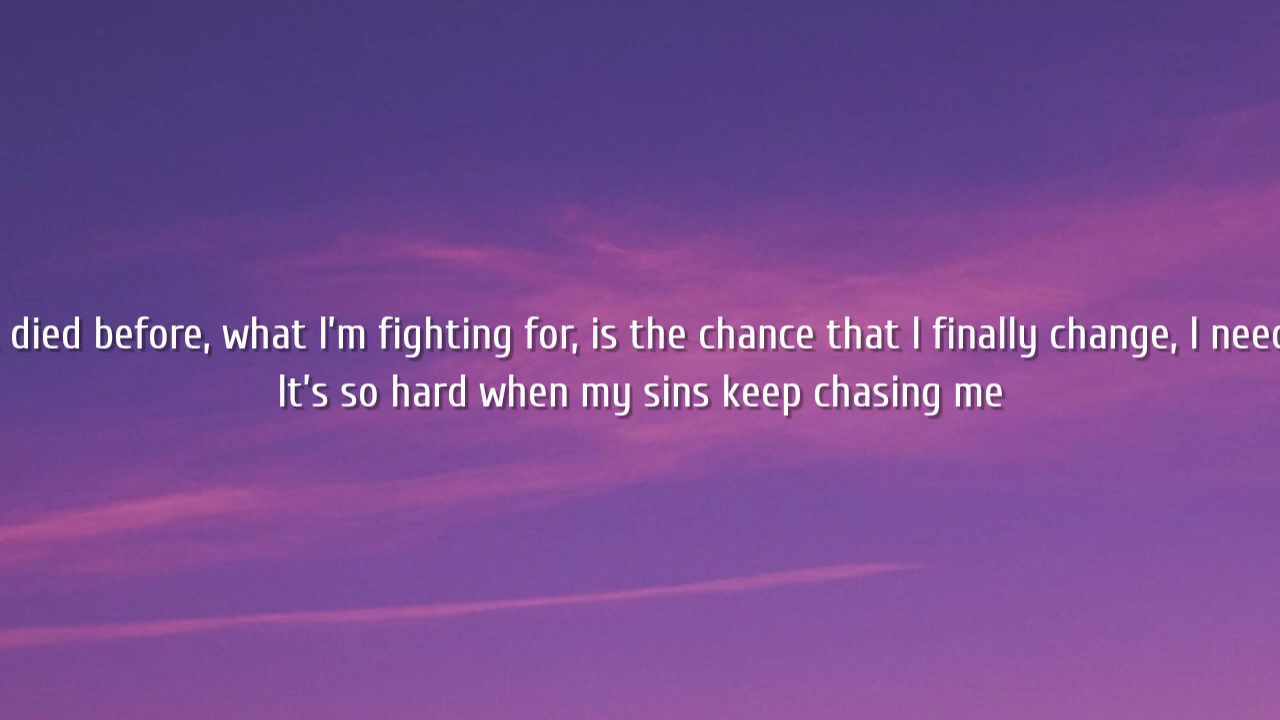 died before, what I'm fighting for, is the chance that I finally change, I need
It's so hard when my sins keep chasing me